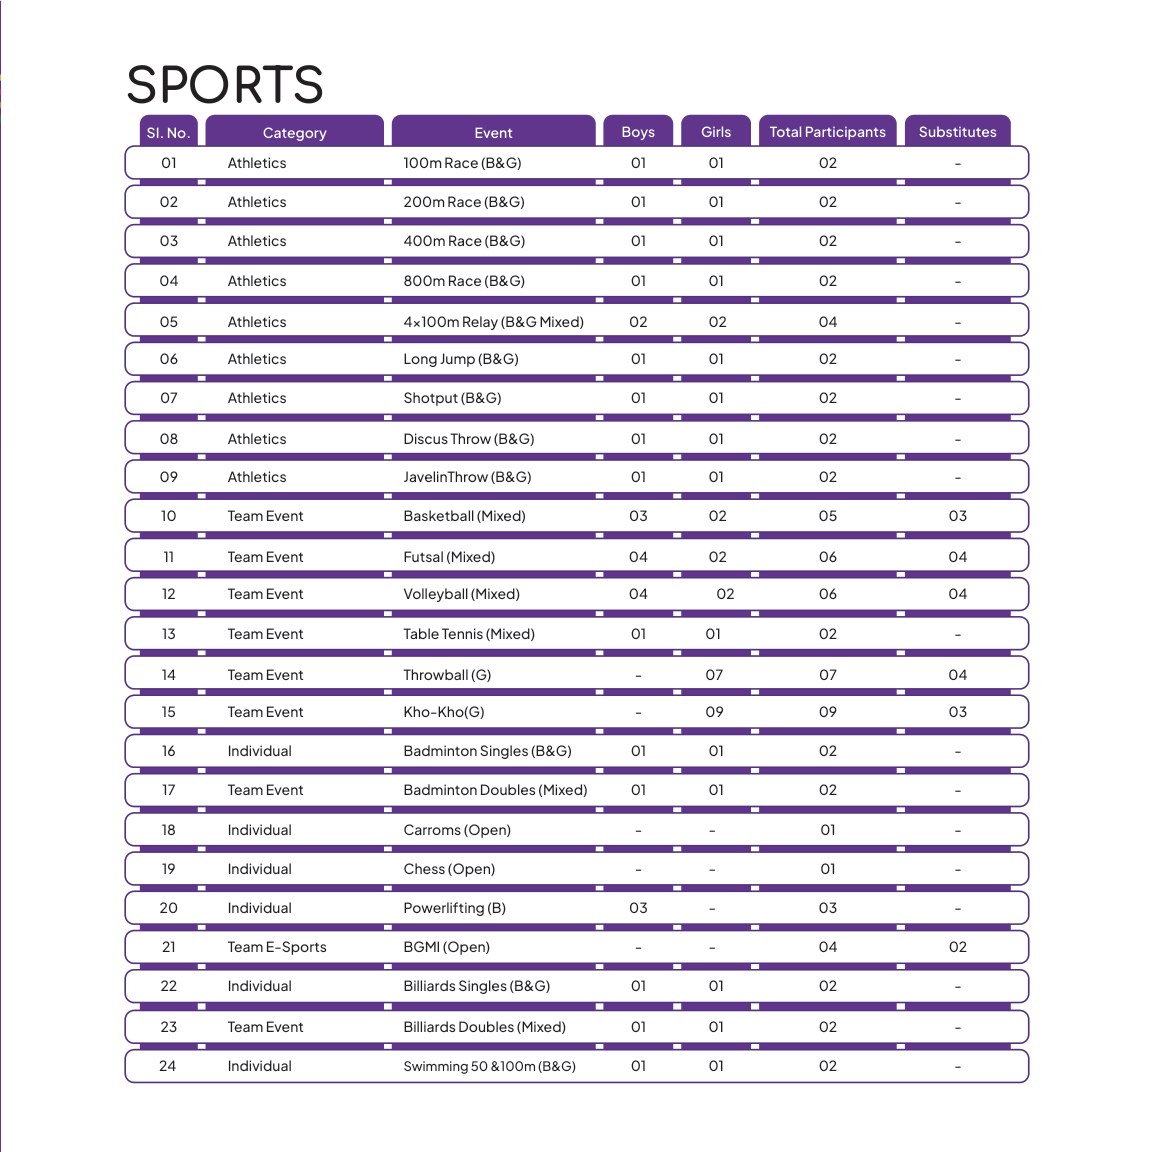 SPORTS
Sl. No. Category Event Boys Girls Total Participants Substitutes
01 Athletics 100m Race (B&G) 01 01 02 -
02 Athletics 200m Race (B&G) 01 01 02 -
03 Athletics 400m Race (B&G) 01 01 02 -
04 Athletics 800m Race (B&G) 01 01 02 -
05 Athletics 4×100m Relay (B&G Mixed) 02 02 04 -
06 Athletics Long Jump (B&G) 01 01 02 -
07 Athletics Shotput (B&G) 01 01 02 -
08 Athletics Discus Throw (B&G) 01 01 02 -
09 Athletics JavelinThrow (B&G) 01 01 02 -
10 Team Event Basketball (Mixed) 03 02 05 03
11 Team Event Futsal (Mixed) 04 02 06 04
12 Team Event Volleyball (Mixed) 04 02 06 04
13 Team Event Table Tennis (Mixed) 01 01 02 -
14 Team Event Throwball (G) - 07 07 04
15 Team Event Kho-Kho(G) - 09 09 03
16 Individual Badminton Singles (B&G) 01 01 02 -
17 Team Event Badminton Doubles (Mixed) 01 01 02 -
18 Individual Carroms (Open) - - 01 -
19 Individual Chess (Open) - - 01 -
20 Individual Powerlifting (B) 03 - 03 -
21 Team E-Sports BGMI (Open) - - 04 02
22 Individual Billiards Singles (B&G) 01 01 02 -
23 Team Event Billiards Doubles (Mixed) 01 01 02 -
24 Individual Swimming 50 &100m (B&G) 01 01 02 -